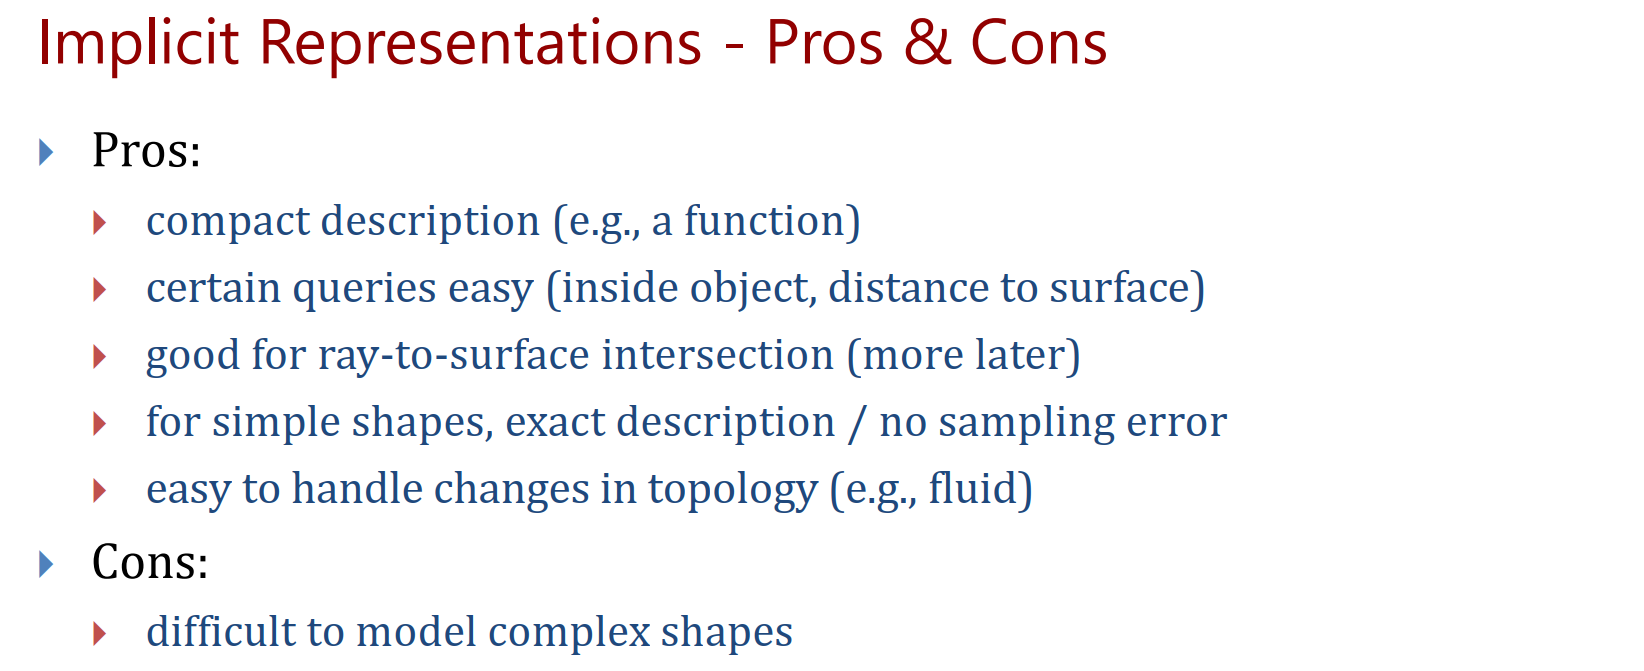 Implicit Representations - Pros & Cons
Pros:
compact description (e.g., a function)
certain queries easy (inside object, distance to surface)
good for ray-to-surface intersection (more later)
for simple shapes, exact description / no sampling error
easy to handle changes in topology (e.g., fluid)
Cons:
difficult to model complex shapes